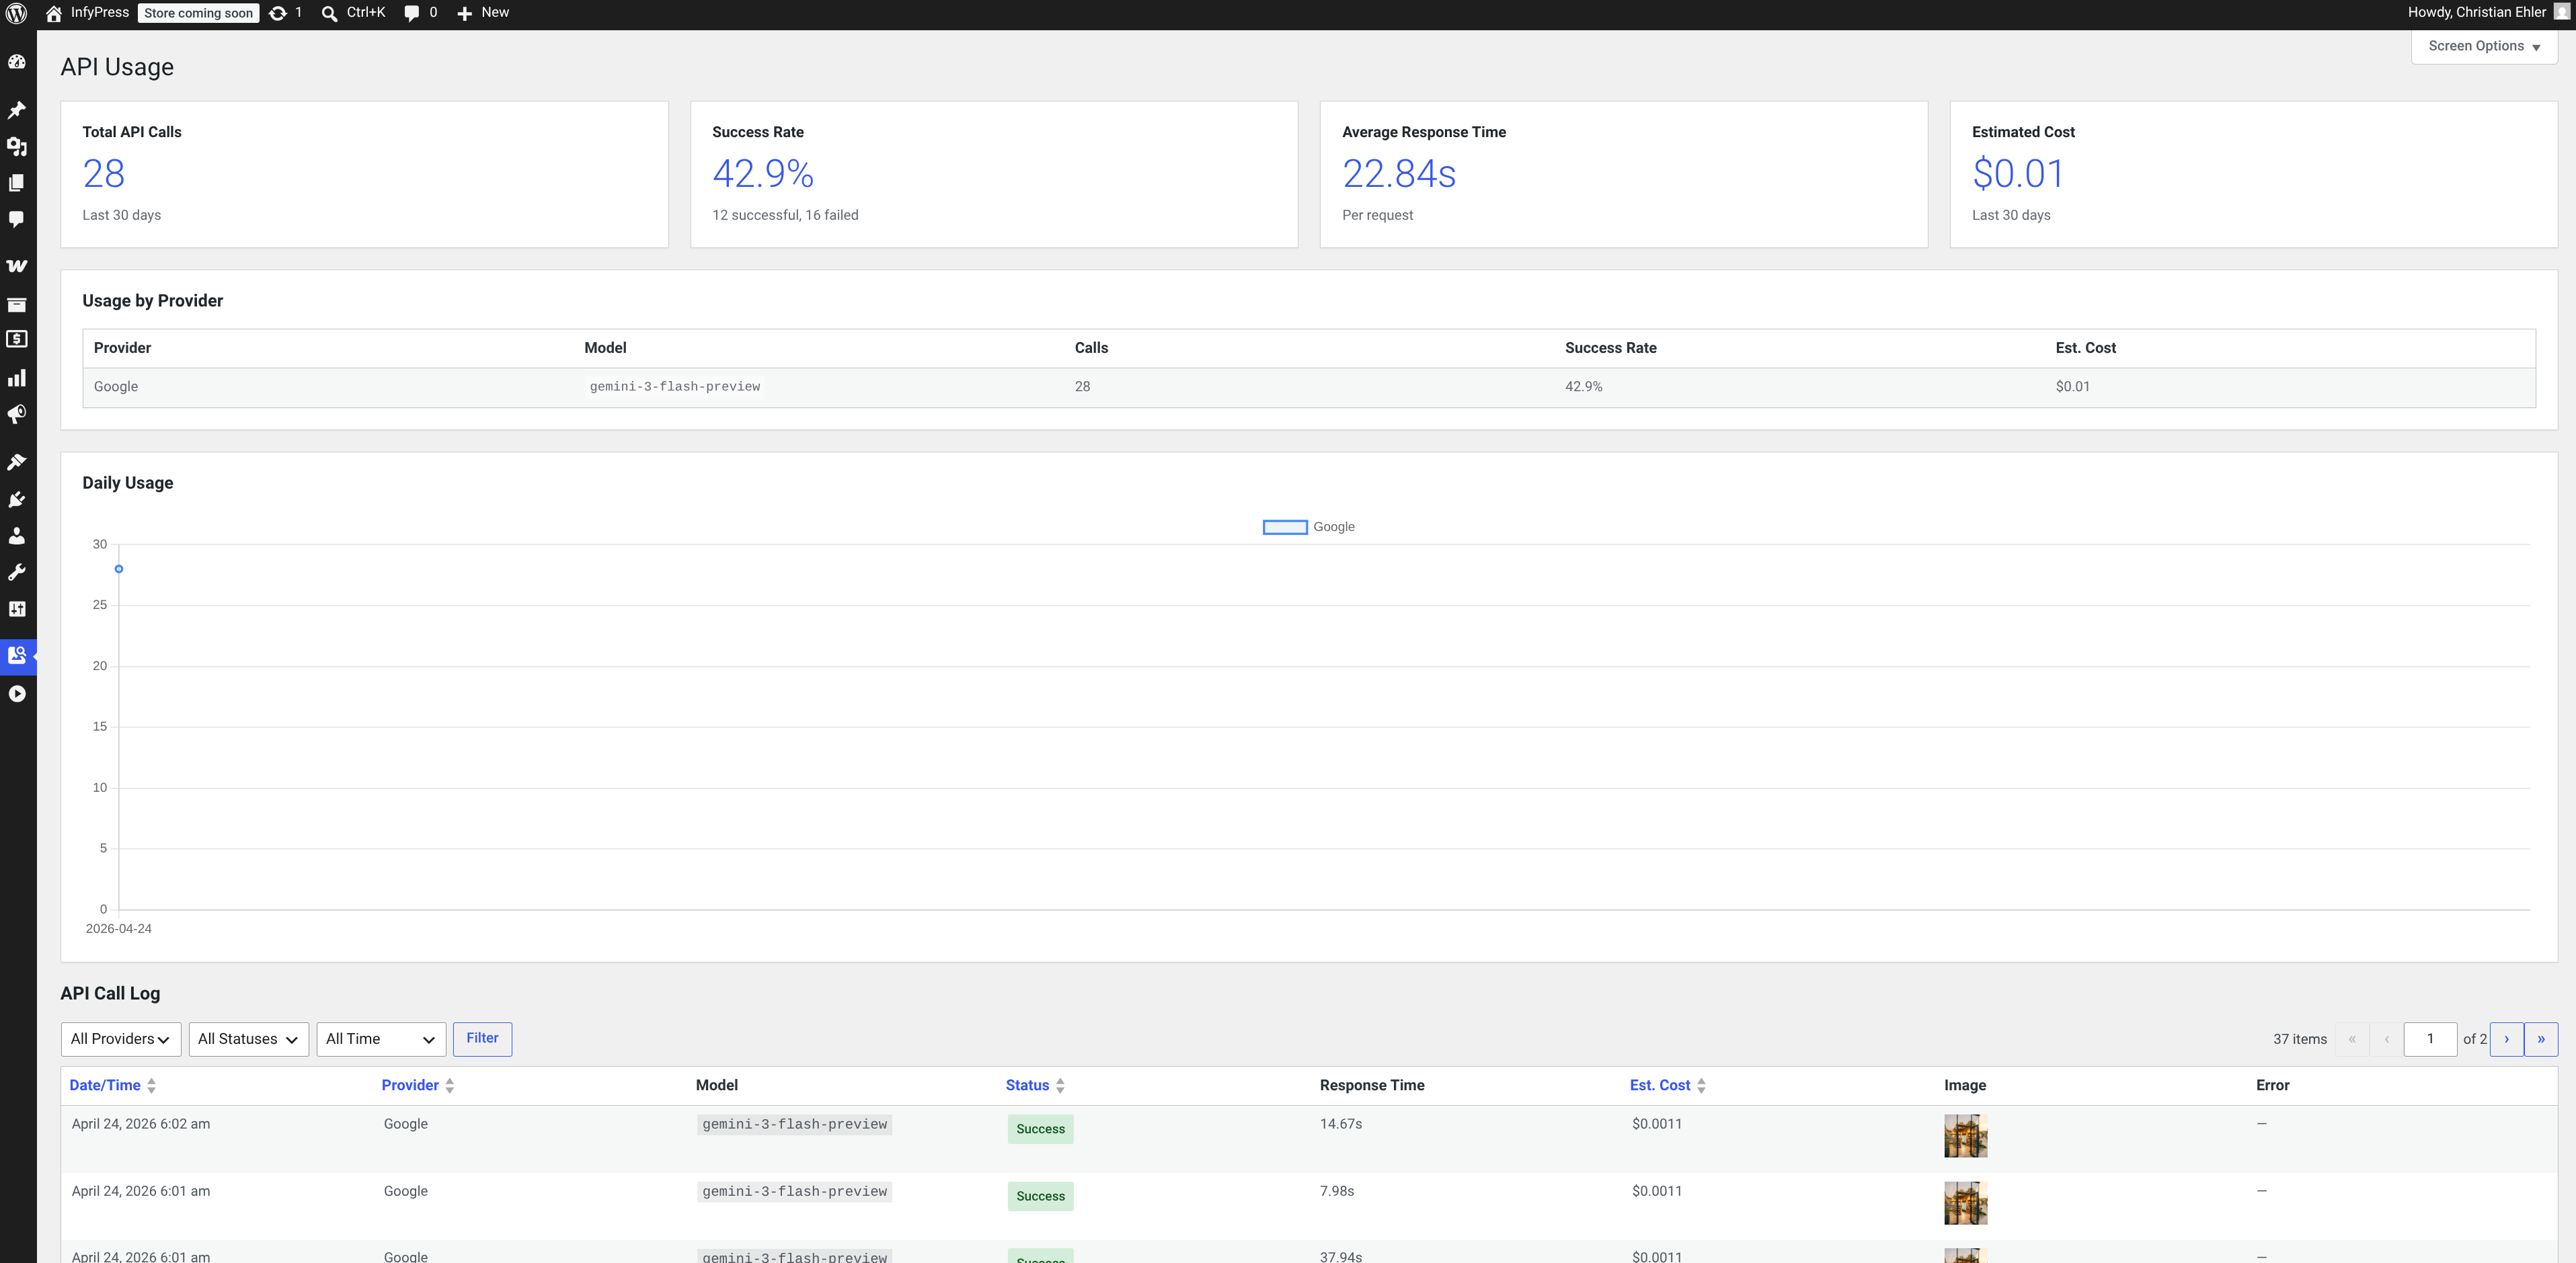 InfyPress Store coming soon 1 Ctrl+K 0 New Howdy, Christian Ehler
Screen Options
API Usage
Total API Calls
28
Last 30 days
Success Rate
42.9%
12 successful, 16 failed
Average Response Time
22.84s
Per request
Estimated Cost
$0.01
Last 30 days
Usage by Provider
Provider Model Calls Success Rate Est. Cost
Google gemini-3-flash-preview 28 42.9% $0.01
Daily Usage
Google
30
25
20
15
10
5
0
2026-04-24
API Call Log
All Providers All Statuses All Time Filter 37 items « ‹ 1 of 2 › »
Date/Time Provider Model Status Response Time Est. Cost Image Error
April 24, 2026 6:02 am Google gemini-3-flash-preview Success 14.67s $0.0011 —
April 24, 2026 6:01 am Google gemini-3-flash-preview Success 7.98s $0.0011 —
April 24, 2026 6:01 am Google gemini-3-flash-preview Success 37.94s $0.0011 —